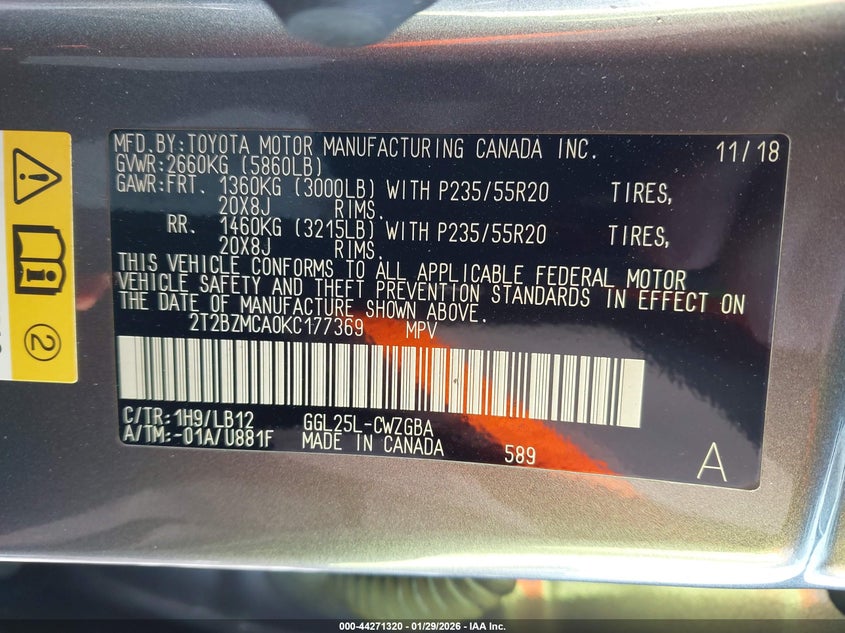 MFD.BY:TOYOTA MOTOR MANUFACTURING CANADA INC. 11/18
GVWR:2660KG (5860LB)
GAWR:FRT. 1360KG (3000LB) WITH P235/55R20 TIRES,
20X8J RIMS.
RR. 1460KG (3215LB) WITH P235/55R20 TIRES,
20X8J RIMS.
THIS VEHICLE CONFORMS TO ALL APPLICABLE FEDERAL MOTOR
VEHICLE SAFETY AND THEFT PREVENTION STANDARDS IN EFFECT ON
THE DATE OF MANUFACTURE SHOWN ABOVE.
2T2BZMCA0KC177369 MPV
C/TR:1H9/LB12 GGL25L-CWZGBA
A/TM:-01A/U881F MADE IN CANADA 589
A
2
000-44271320 - 01/29/2026 - IAA Inc.